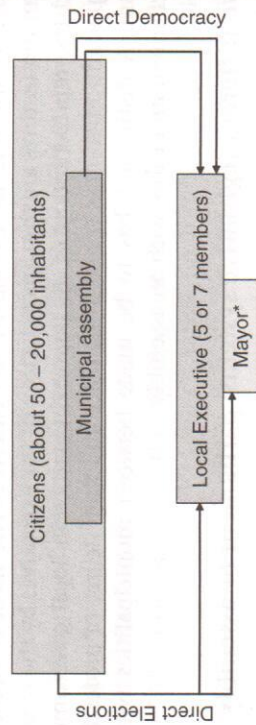 Direct Democracy
Citizens (about 50 – 20,000 inhabitants)
Municipal assembly
Local Executive (5 or 7 members)
Mayor*
Direct Elections